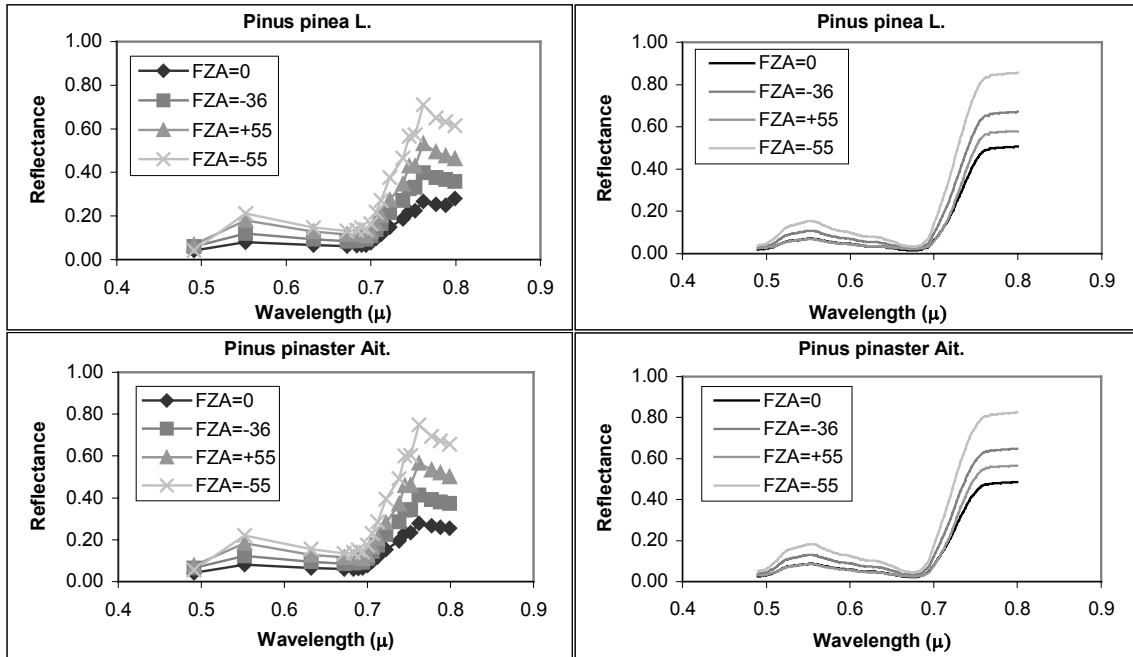 Pinus pinea L.
1.00
0.80
0.60
0.40
0.20
0.00
Reflectance
FZA=0
FZA=-36
FZA=+55
FZA=-55
0.4 0.5 0.6 0.7 0.8 0.9
Wavelength (μ)
Pinus pinea L.
1.00
0.80
0.60
0.40
0.20
0.00
Reflectance
FZA=0
FZA=-36
FZA=+55
FZA=-55
0.4 0.5 0.6 0.7 0.8 0.9
Wavelength (μ)
Pinus pinaster Ait.
1.00
0.80
0.60
0.40
0.20
0.00
Reflectance
FZA=0
FZA=-36
FZA=+55
FZA=-55
0.4 0.5 0.6 0.7 0.8 0.9
Wavelength (μ)
Pinus pinaster Ait.
1.00
0.80
0.60
0.40
0.20
0.00
Reflectance
FZA=0
FZA=-36
FZA=+55
FZA=-55
0.4 0.5 0.6 0.7 0.8 0.9
Wavelength (μ)